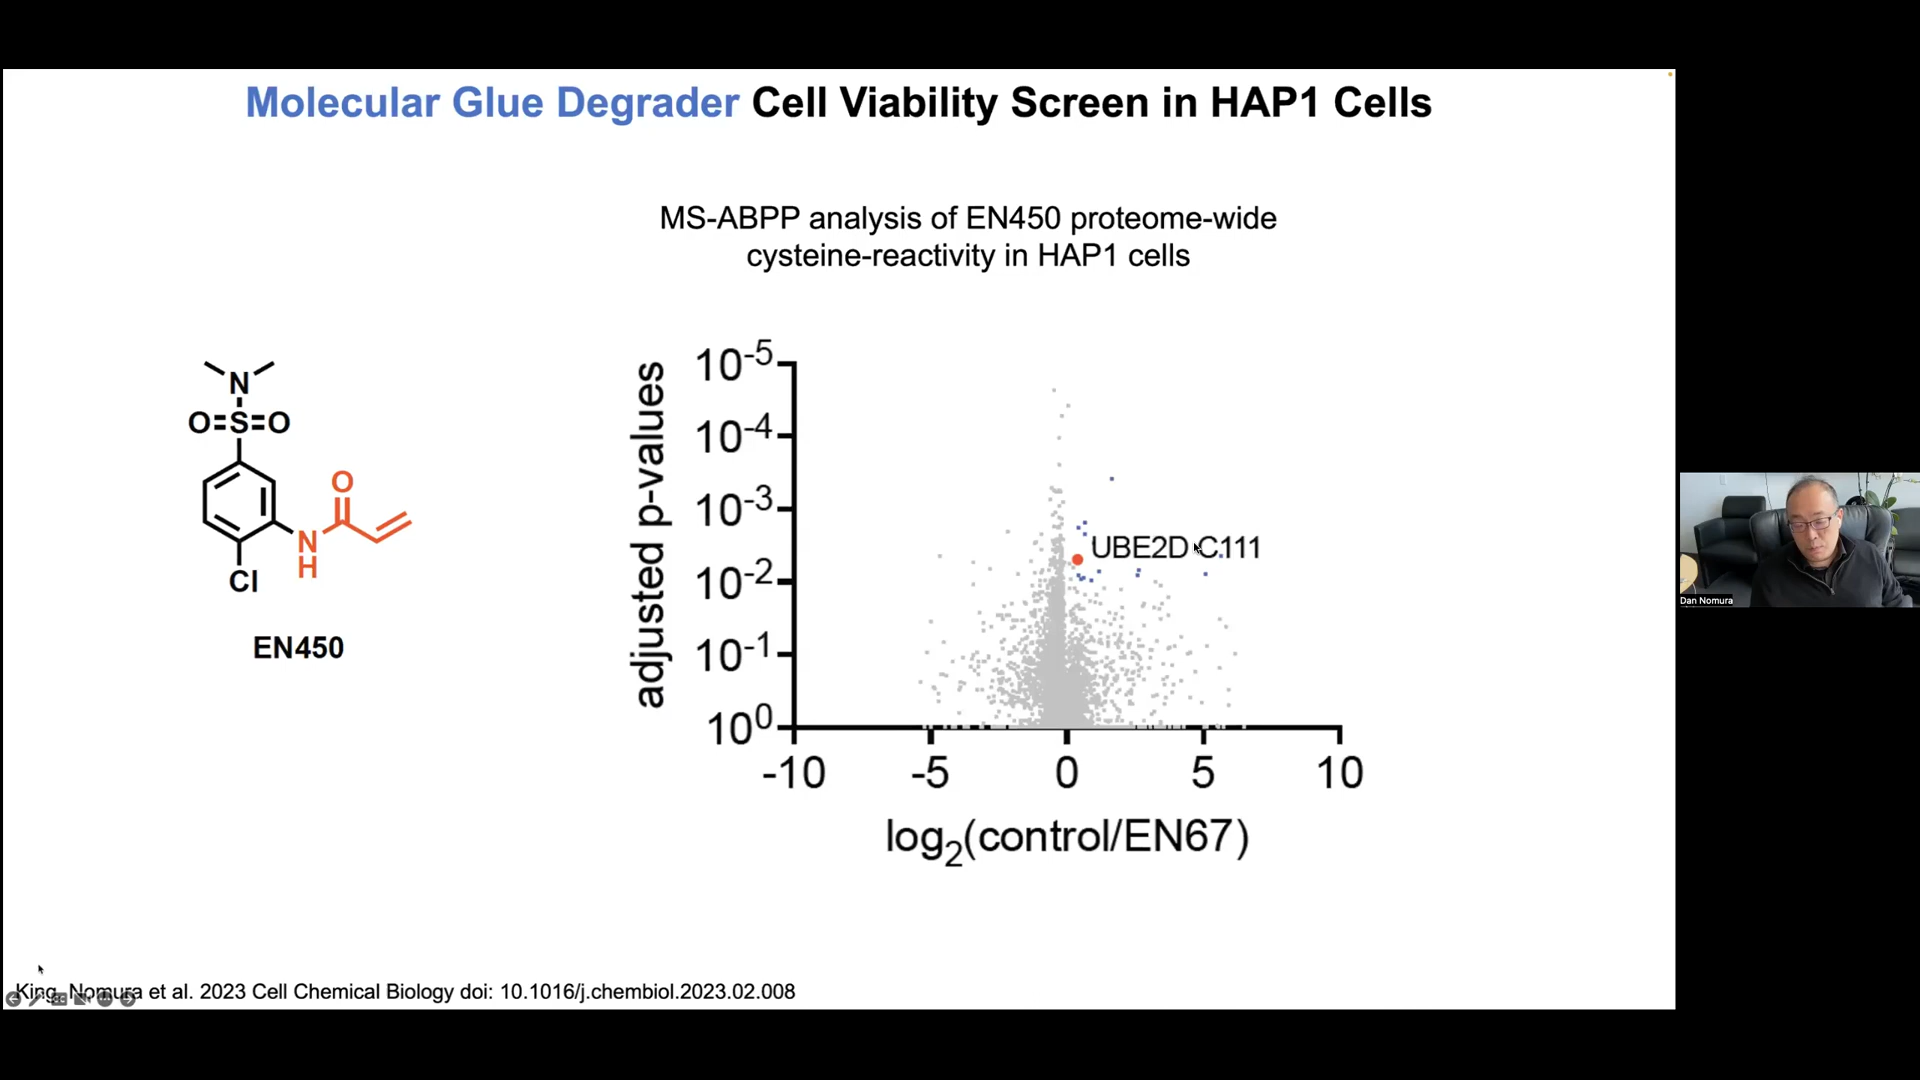 Molecular Glue Degrader Cell Viability Screen in HAP1 Cells
MS-ABPP analysis of EN450 proteome-wide
cysteine-reactivity in HAP1 cells
N
O=S=O
O
N
H
Cl
EN450
adjusted p-values
10-5
10-4
10-3
10-2
10-1
100
UBE2D C111
-10 -5 0 5 10
log2(control/EN67)
Dan Nomura
King, Nomura et al. 2023 Cell Chemical Biology doi: 10.1016/j.chembiol.2023.02.008